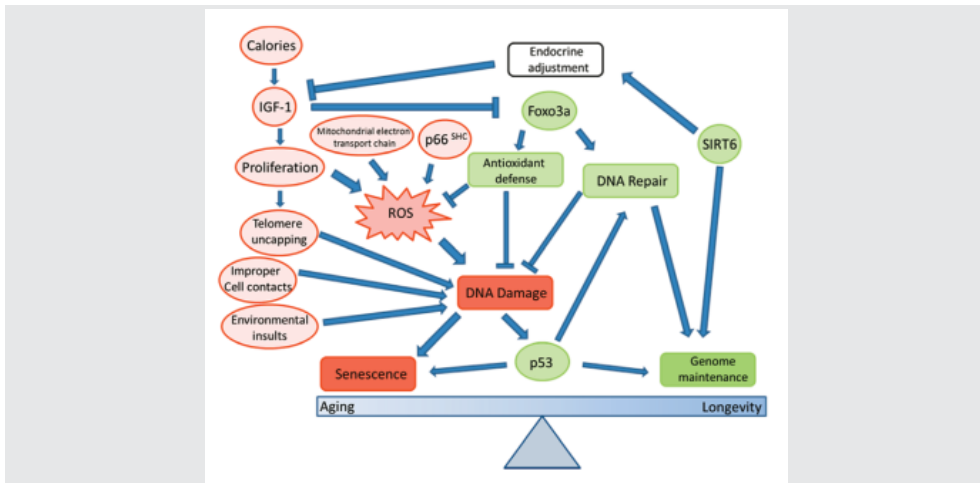 Calories
Endocrine
adjustment
IGF-1
Foxo3a
Mitochondrial electron
transport chain
p66 SHC
SIRT6
Proliferation
Antioxidant
defense
DNA Repair
ROS
Telomere
uncapping
Improper
Cell contacts
DNA Damage
Environmental
insults
p53
Senescence
Genome
maintenance
Aging
Longevity